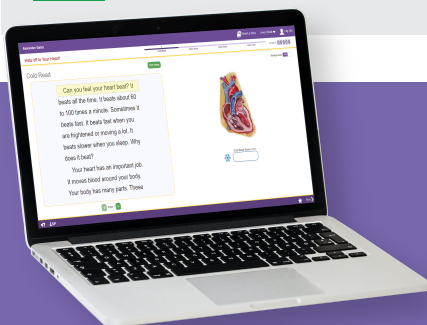 Hats off to Your Heart
Cold Read
Can you feel your heart beat? It
beats all the time. It beats about 60
to 100 times a minute. Sometimes it
beats fast. It beats fast when you
are frightened or moving a lot. It
beats slower when you sleep. Why
does it beat?
Your heart has an important job.
It moves blood around your body.
Your body has many parts. These